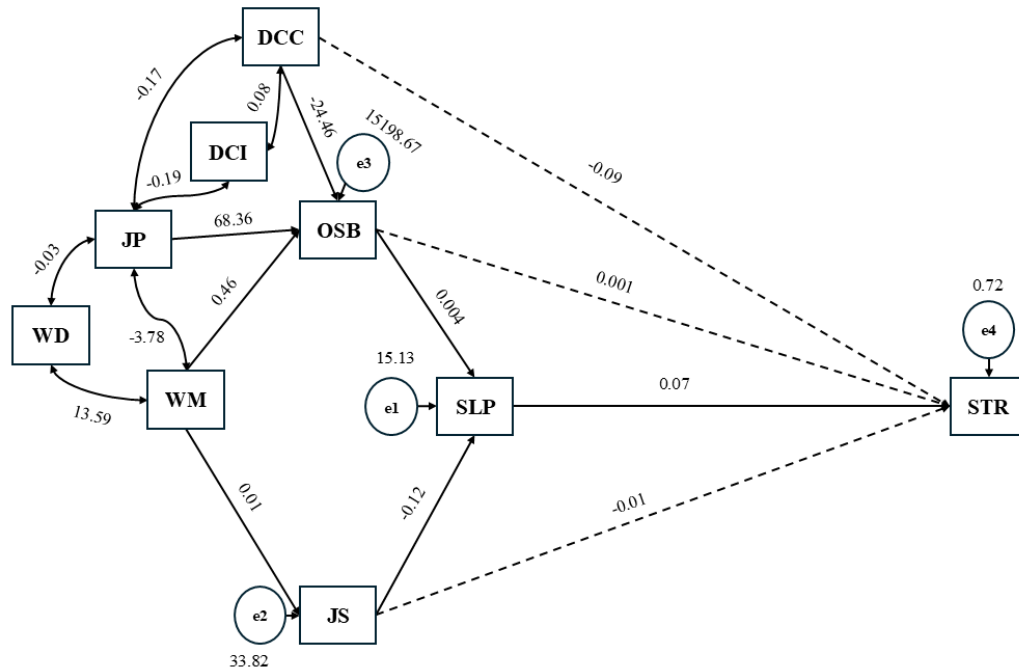 DCC
-0.17
0.08
-24.46
15198.67
DCI
e3
-0.19
-0.09
JP
68.36
OSB
-0.03
0.46
0.001
0.72
WD
-3.78
0.004
e4
13.59
WM
15.13
e1
SLP
0.07
STR
0.01
-0.12
-0.01
e2
JS
33.82